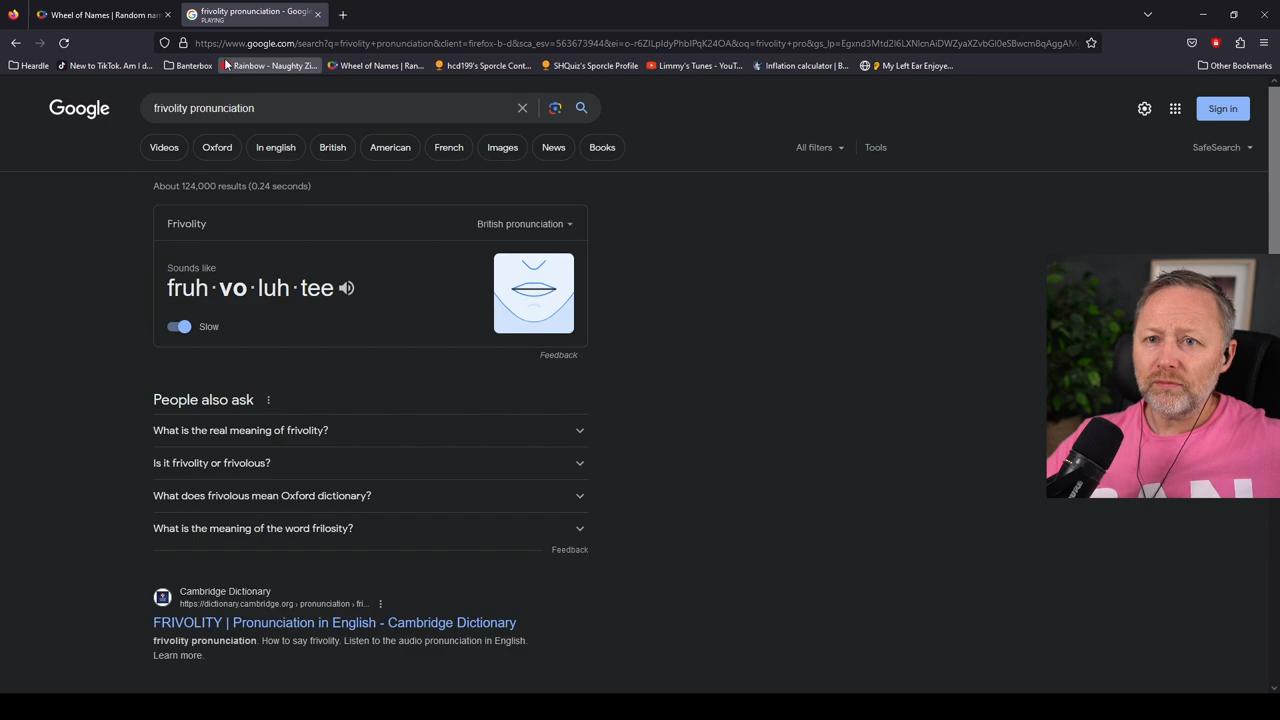 Wheel of Names | Random nam
frivolity pronunciation - Google
PLAYING
https://www.google.com/search?q=frivolity+pronunciation&client=firefox-b-d&sca_esv=563673944&ei=o-r6ZILpIdyPhbIPqK24OA&oq=frivolity+pro&gs_lp=Egxnd3Mtd2l6LXNlcnAiDWZyaXZvbGl0eSBwcm8qAggAM
Heardle
New to TikTok. Am I d...
Banterbox
Rainbow - Naughty Zi...
Wheel of Names | Ran...
hcd199's Sporcle Cont...
SHQuiz's Sporcle Profile
Limmy's Tunes - YouT...
Inflation calculator | B...
My Left Ear Enjoye...
Other Bookmarks
Google
frivolity pronunciation
Sign in
Videos
Oxford
In english
British
American
French
Images
News
Books
All filters
Tools
SafeSearch
About 124,000 results (0.24 seconds)
Frivolity
British pronunciation
Sounds like
fruh·vo·luh·tee
Slow
Feedback
People also ask
What is the real meaning of frivolity?
Is it frivolity or frivolous?
What does frivolous mean Oxford dictionary?
What is the meaning of the word frilosity?
Feedback
Cambridge Dictionary
https://dictionary.cambridge.org › pronunciation › fri...
FRIVOLITY | Pronunciation in English - Cambridge Dictionary
frivolity pronunciation. How to say frivolity. Listen to the audio pronunciation in English.
Learn more.